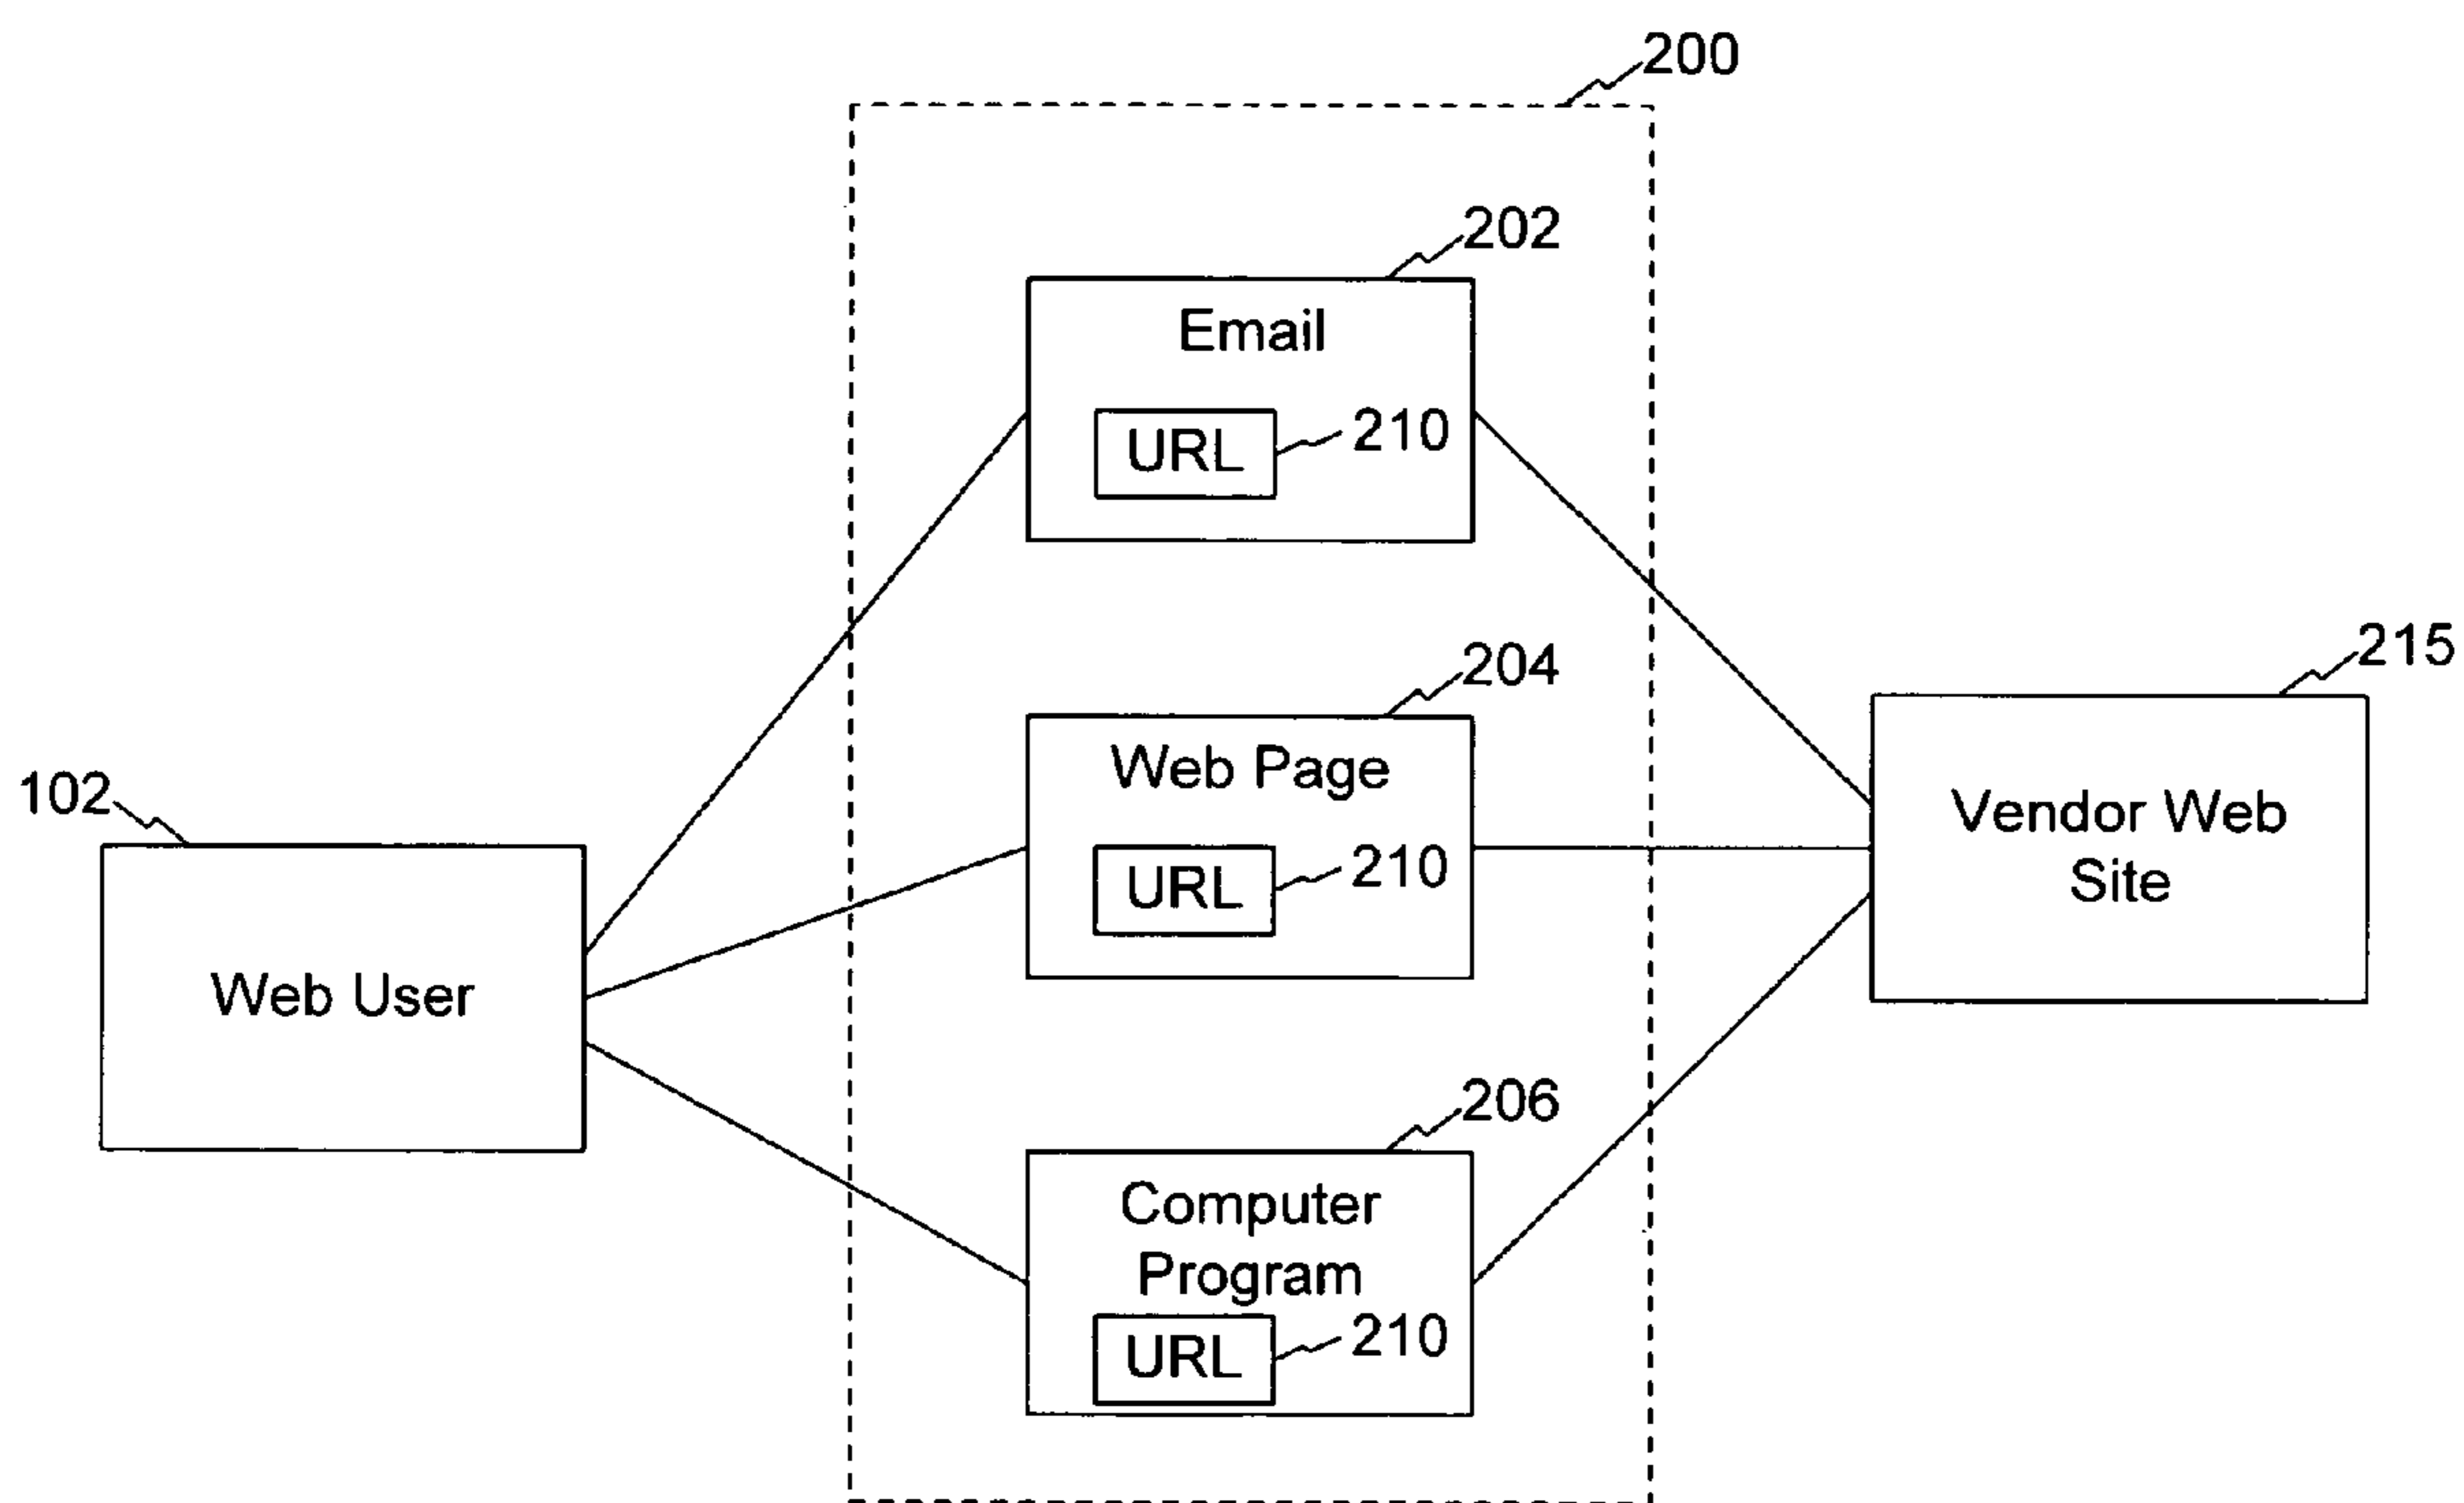 200
202
Email
URL
210
204
215
Web Page
Vendor Web
Site
102
URL
210
Web User
206
Computer
Program
URL
210